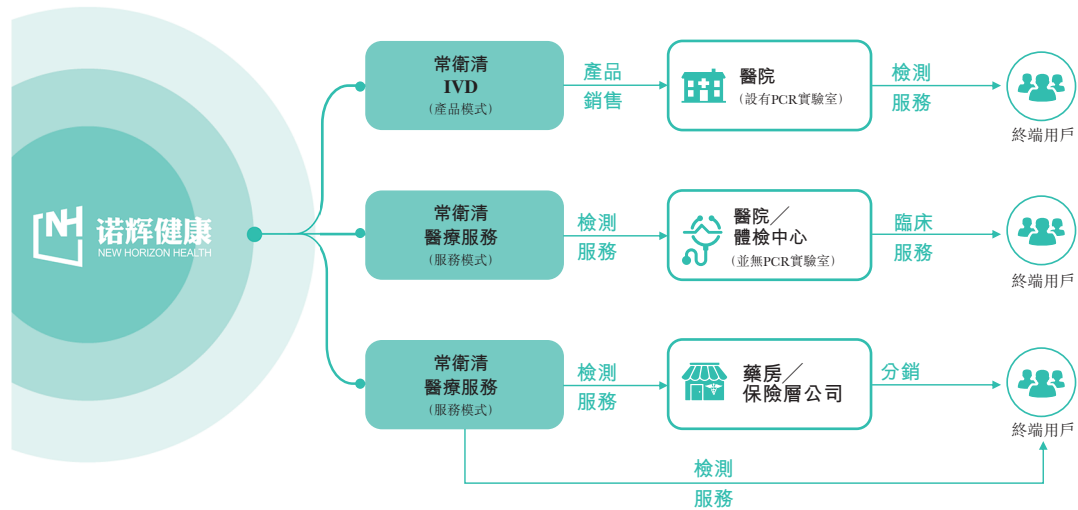 诺辉健康
NEW HORIZON HEALTH
常衛清
IVD
(產品模式)
產品
銷售
醫院
(設有PCR實驗室)
檢測
服務
終端用戶
常衛清
醫療服務
(服務模式)
檢測
服務
醫院/
體檢中心
(並無PCR實驗室)
臨床
服務
終端用戶
常衛清
醫療服務
(服務模式)
檢測
服務
藥房/
保險層公司
分銷
終端用戶
檢測
服務